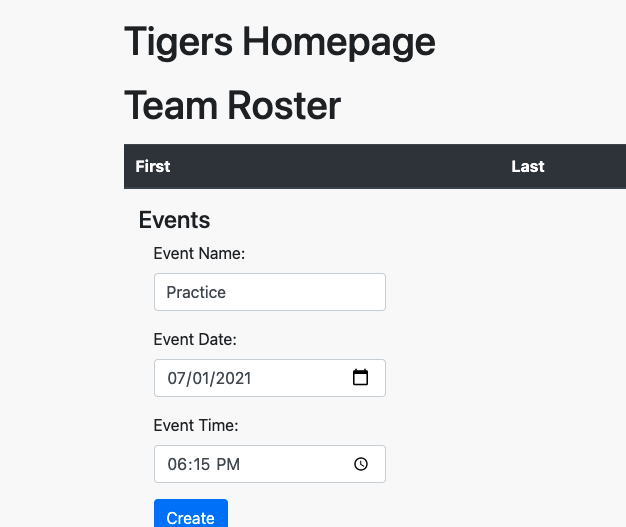 Tigers Homepage
Team Roster
First Last
Events
Event Name:
Practice
Event Date:
07/01/2021
Event Time:
06:15 PM
Create